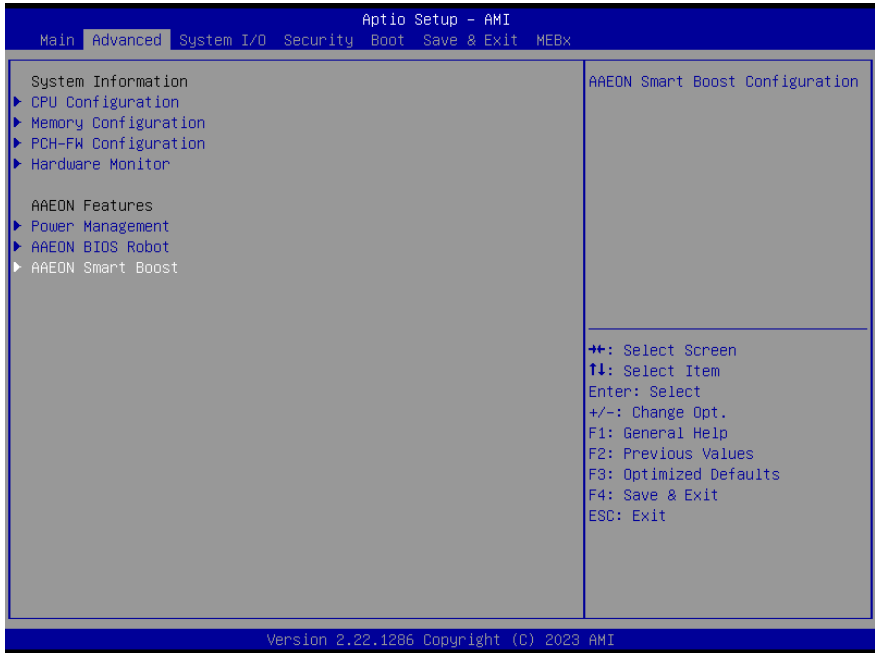 Aptio Setup – AMI
Main Advanced System I/O Security Boot Save & Exit MEBx
System Information
CPU Configuration
Memory Configuration
PCH-FW Configuration
Hardware Monitor
AAEON Features
Power Management
AAEON BIOS Robot
AAEON Smart Boost
AAEON Smart Boost Configuration
→←: Select Screen
↑↓: Select Item
Enter: Select
+/-: Change Opt.
F1: General Help
F2: Previous Values
F3: Optimized Defaults
F4: Save & Exit
ESC: Exit
Version 2.22.1286 Copyright (C) 2023 AMI